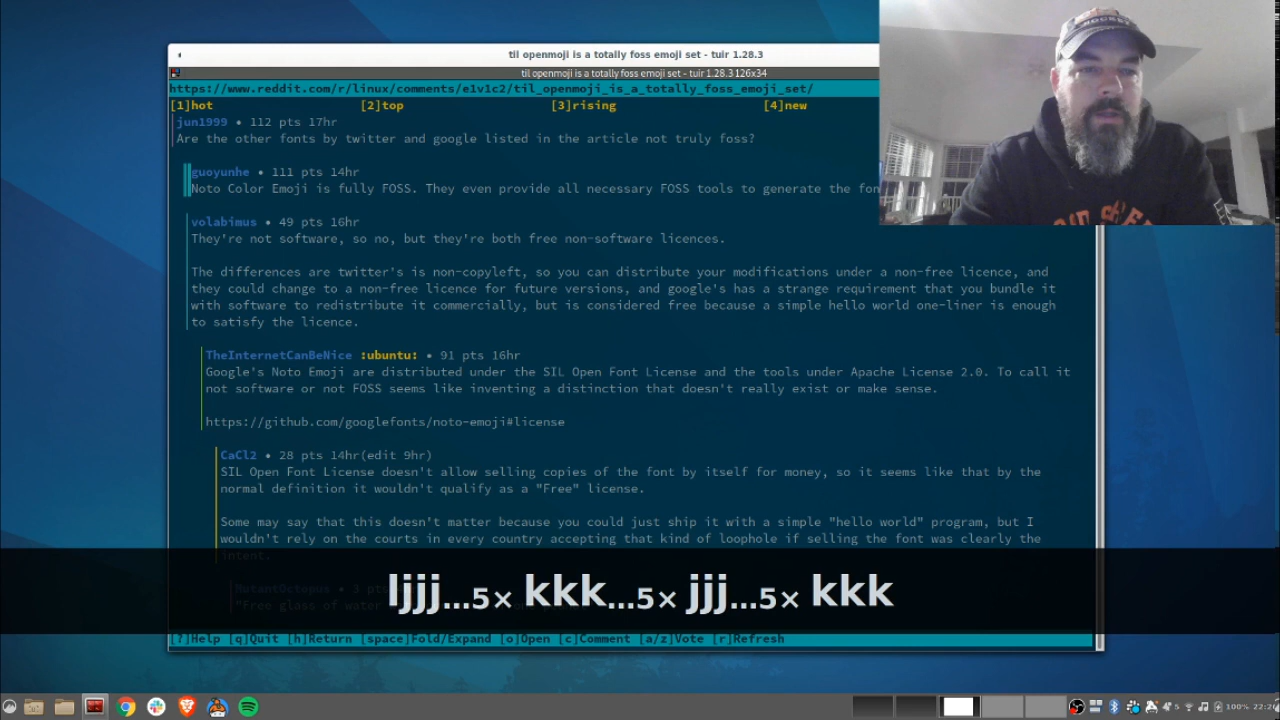 til openmoji is a totally foss emoji set - tuir 1.28.3
til openmoji is a totally foss emoji set - tuir 1.28.3 126x34
https://www.reddit.com/r/linux/comments/e1v1c2/til_openmoji_is_a_totally_foss_emoji_set/
[1]hot [2]top [3]rising [4]new
jun1999 • 112 pts 17hr
Are the other fonts by twitter and google listed in the article not truly foss?
guoyunhe • 111 pts 14hr
Noto Color Emoji is fully FOSS. They even provide all necessary FOSS tools to generate the fon
volabimus • 49 pts 16hr
They're not software, so no, but they're both free non-software licences.
The differences are twitter's is non-copyleft, so you can distribute your modifications under a non-free licence, and
they could change to a non-free licence for future versions, and google's has a strange requirement that you bundle it
with software to redistribute it commercially, but is considered free because a simple hello world one-liner is enough
to satisfy the licence.
TheInternetCanBeNice :ubuntu: • 91 pts 16hr
Google's Noto Emoji are distributed under the SIL Open Font License and the tools under Apache License 2.0. To call it
not software or not FOSS seems like inventing a distinction that doesn't really exist or make sense.
https://github.com/googlefonts/noto-emoji#license
CaCl2 • 28 pts 14hr(edit 9hr)
SIL Open Font License doesn't allow selling copies of the font by itself for money, so it seems like that by the
normal definition it wouldn't qualify as a "Free" license.
Some may say that this doesn't matter because you could just ship it with a simple "hello world" program, but I
wouldn't rely on the courts in every country accepting that kind of loophole if selling the font was clearly the
intent.
MutantOctopus • 3 pts
"Free glass of water
ljjj...5× kkk...5× jjj...5× kkk
[?]Help [q]Quit [h]Return [space]Fold/Expand [o]Open [c]Comment [a/z]Vote [r]Refresh
5 100% 22:2